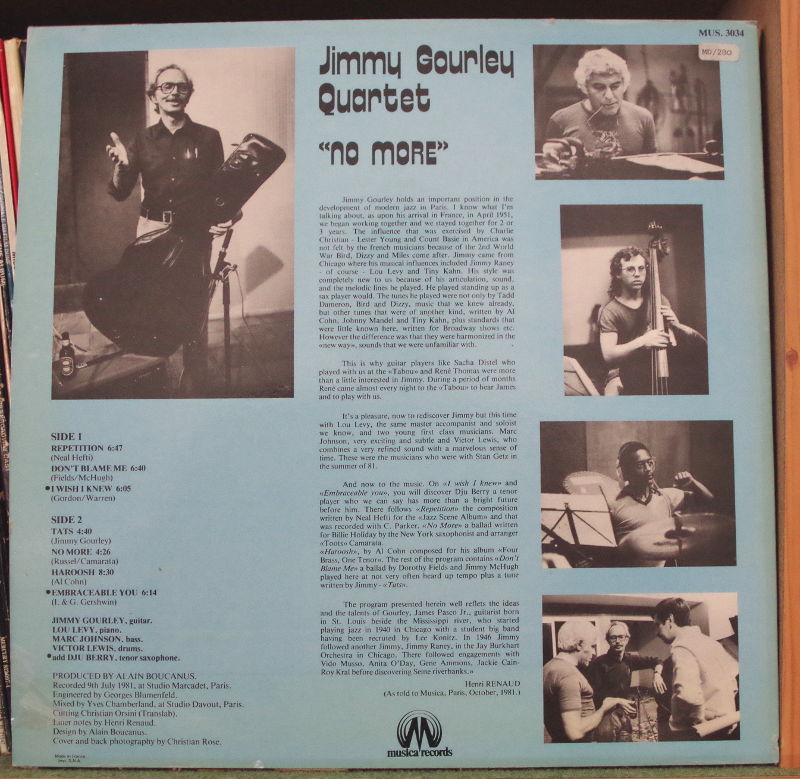 MUS. 3034
MD/280
Jimmy Gourley
Quartet
“NO MORE”
Jimmy Gourley holds an important position in the
development of modern jazz in Paris. I know what I'm
talking about, as upon his arrival in France, in April 1951,
we began working together and we stayed together for 2 or
3 years. The influence that was exercised by Charlie
Christian - Lester Young and Count Basie in America was
not felt by the french musicians because of the 2nd World
War Bird, Dizzy and Miles come after. Jimmy came from
Chicago where his musical influences included Jimmy Raney
- of course - Lou Levy and Tiny Kahn. His style was
completely new to us because of his articulation, sound,
and the melodic lines he played. He played standing up as a
sax player would. The tunes he played were not only by Tadd
Dameron, Bird and Dizzy, music that we knew already,
but other tunes that were of another kind, written by Al
Cohn, Johnny Mandel and Tiny Kahn, plus standards that
were little known here, written for Broadway shows etc.
However the difference was that they were harmonized in the
«new way», sounds that we were unfamiliar with.
This is why guitar players like Sacha Distel who
played with us at the «Tabou» and René Thomas were more
than a little interested in Jimmy. During a period of months
René came almost every night to the «Tabou» to hear James
and to play with us.
It's a pleasure, now to rediscover Jimmy but this time
with Lou Levy, the same master accompanist and soloist
we know, and two young first class musicians. Marc
Johnson, very exciting and subtle and Victor Lewis, who
combines a very refined sound with a marvelous sense of
time. These were the musicians who were with Stan Getz in
the summer of 81.
And now to the music. On «I wish I knew» and
«Embraceable you», you will discover Dju Berry a tenor
player who we can say has more than a bright future
before him. There follows «Repetition» the composition
written by Neal Hefti for the «Jazz Scene Album» and that
was recorded with C. Parker. «No More» a ballad written
for Billie Holiday by the New York saxophonist and arranger
«Toots» Camarata.
«Haroosh», by Al Cohn composed for his album «Four
Brass, One Tenor». The rest of the program contains «Don't
Blame Me» a ballad by Dorothy Fields and Jimmy McHugh
played here at not very often heard up tempo plus a tune
written by Jimmy - «Tats».
The program presented herein well reflects the ideas
and the talents of Gourley, James Pasco Jr., guitarist born
in St. Louis beside the Mississippi river, who started
playing jazz in 1940 in Chicago with a student big band
having been recruted by Lee Konitz. In 1946 Jimmy
followed another Jimmy, Jimmy Raney, in the Jay Burkhart
Orchestra in Chicago. There followed engagements with
Vido Musso, Anita O'Day, Gene Ammons, Jackie Cain-
Roy Kral before discovering Seine riverbanks.»
Henri RENAUD
(As told to Musica, Paris, October, 1981.)
SIDE 1
REPETITION 6:47
(Neal Hefti)
DON'T BLAME ME 6:40
(Fields/McHugh)
•I WISH I KNEW 6:05
(Gordon/Warren)
SIDE 2
TATS 4:40
(Jimmy Gourley)
NO MORE 4:26
(Russel/Camarata)
HAROOSH 8:30
(Al Cohn)
•EMBRACEABLE YOU 6:14
(I. & G. Gershwin)
JIMMY GOURLEY, guitar.
LOU LEVY, piano.
MARC JOHNSON, bass.
VICTOR LEWIS, drums.
•add DJU BERRY, tenor saxophone.
PRODUCED BY ALAIN BOUCANUS.
Recorded 9th July 1981, at Studio Marcadet, Paris.
Engineered by Georges Blumenfeld.
Mixed by Yves Chamberland, at Studio Davout, Paris.
Cutting Christian Orsini (Translab).
Liner notes by Henri Renaud.
Design by Alain Boucanus.
Cover and back photography by Christian Rose.
Made in France
musica records